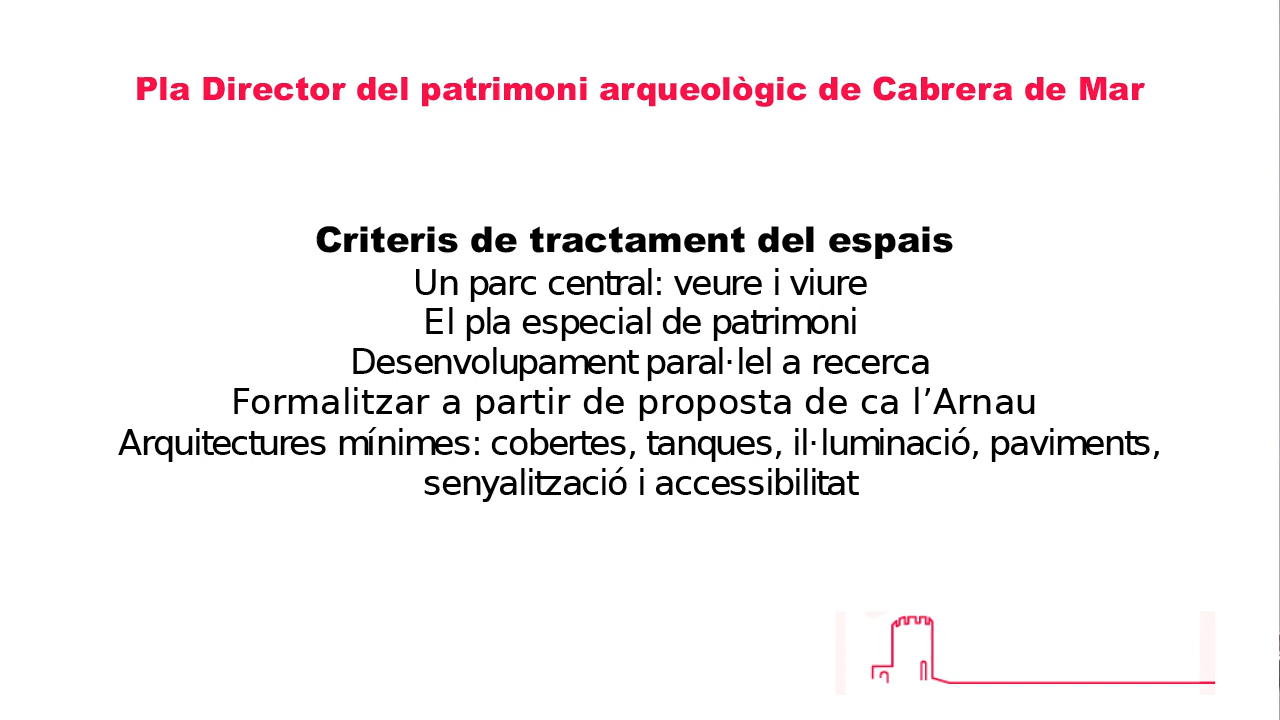 Pla Director del patrimoni arqueològic de Cabrera de Mar
Criteris de tractament del espais
Un parc central: veure i viure
El pla especial de patrimoni
Desenvolupament paral·lel a recerca
Formalitzar a partir de proposta de ca l’Arnau
Arquitectures mínimes: cobertes, tanques, il·luminació, paviments,
senyalització i accessibilitat